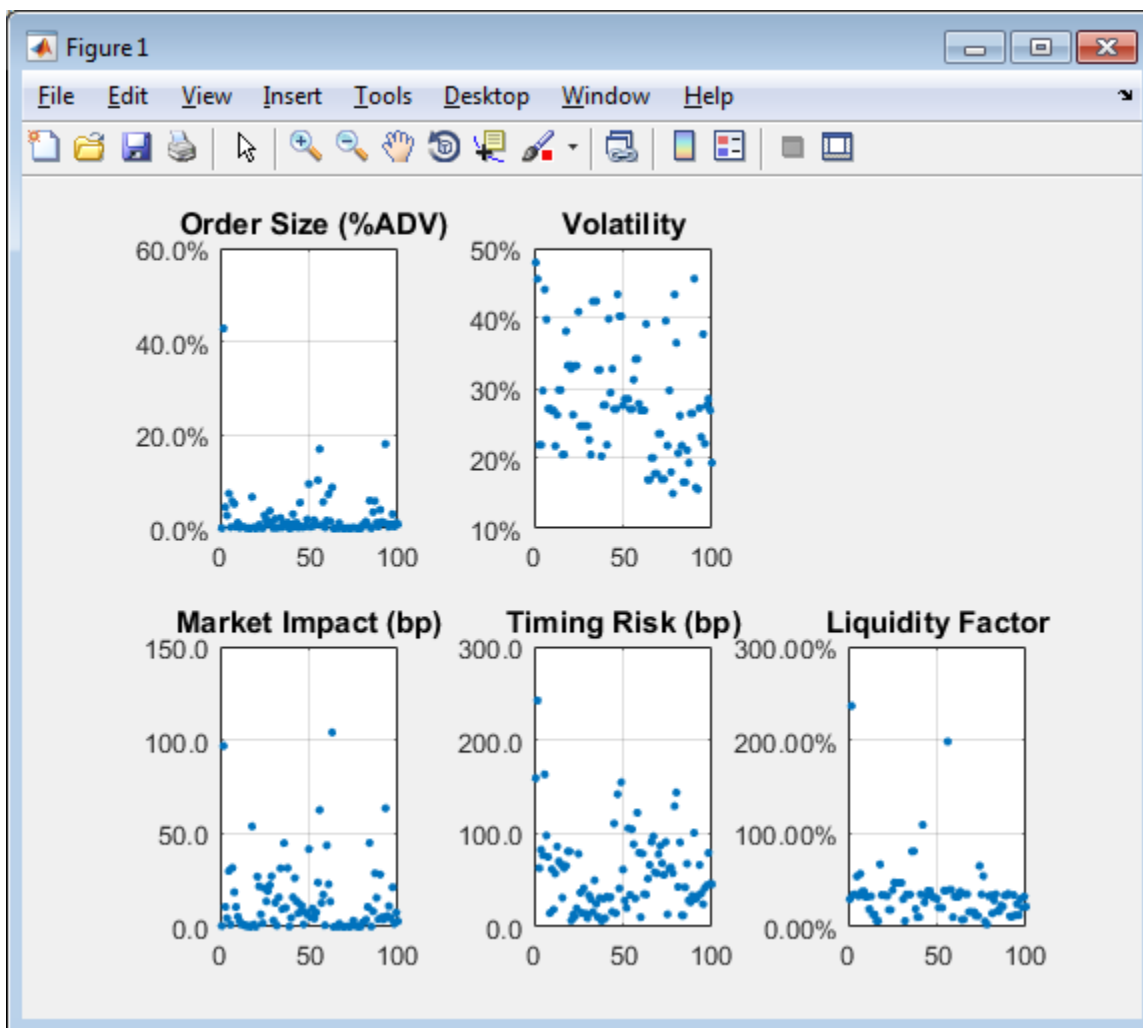 Figure 1
File Edit View Insert Tools Desktop Window Help
Order Size (%ADV)
60.0%
40.0%
20.0%
0.0%
0 50 100
Volatility
50%
40%
30%
20%
10%
0 50 100
Market Impact (bp)
150.0
100.0
50.0
0.0
0 50 100
Timing Risk (bp)
300.0
200.0
100.0
0.0
0 50 100
Liquidity Factor
300.00%
200.00%
100.00%
0.00%
0 50 100